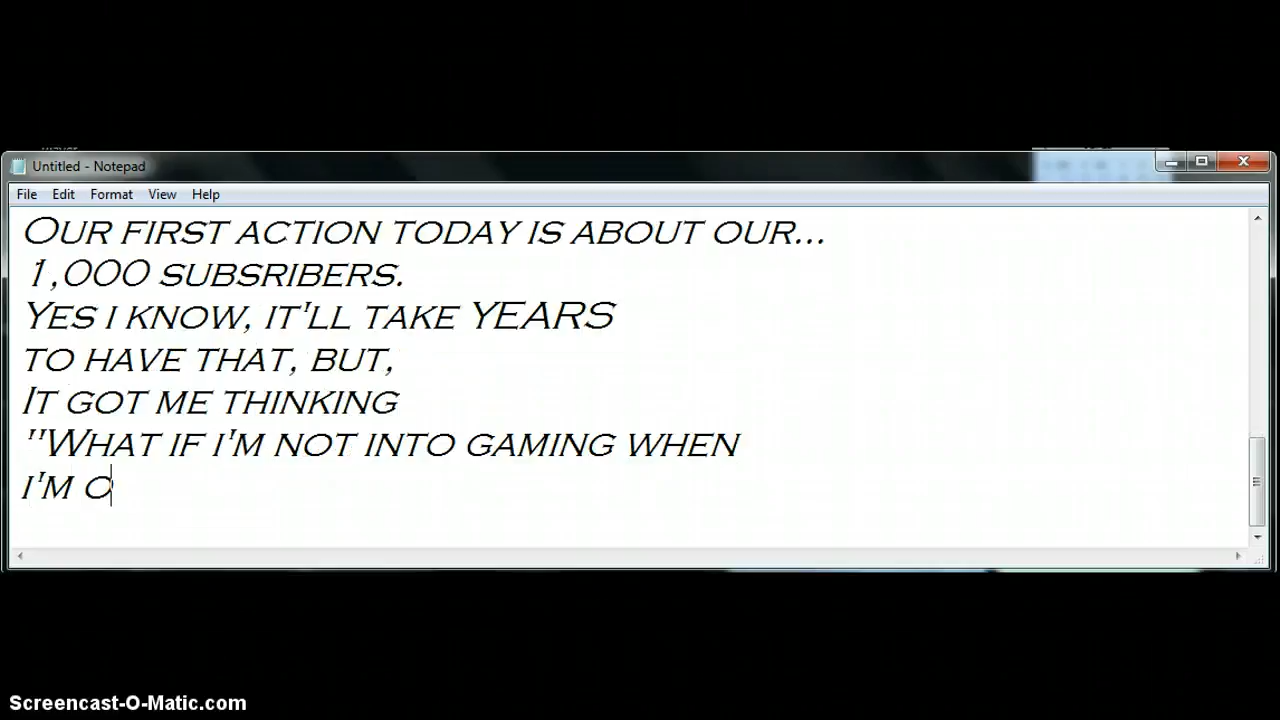 Untitled - Notepad
File Edit Format View Help
Our first action today is about our...
1,000 subsribers.
Yes i know, it'll take YEARS
to have that, but,
It got me thinking
"What if i'm not into gaming when
i'm o
Screencast-O-Matic.com